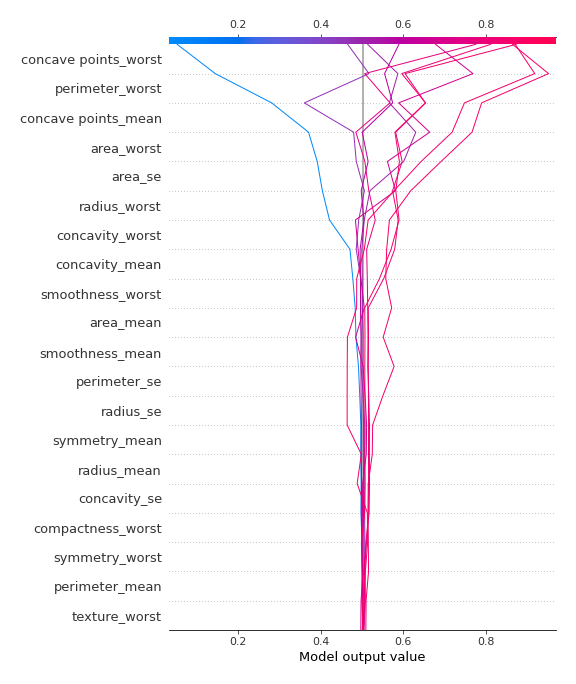 0.2 0.4 0.6 0.8
concave points_worst
perimeter_worst
concave points_mean
area_worst
area_se
radius_worst
concavity_worst
concavity_mean
smoothness_worst
area_mean
smoothness_mean
perimeter_se
radius_se
symmetry_mean
radius_mean
concavity_se
compactness_worst
symmetry_worst
perimeter_mean
texture_worst
0.2 0.4 0.6 0.8
Model output value